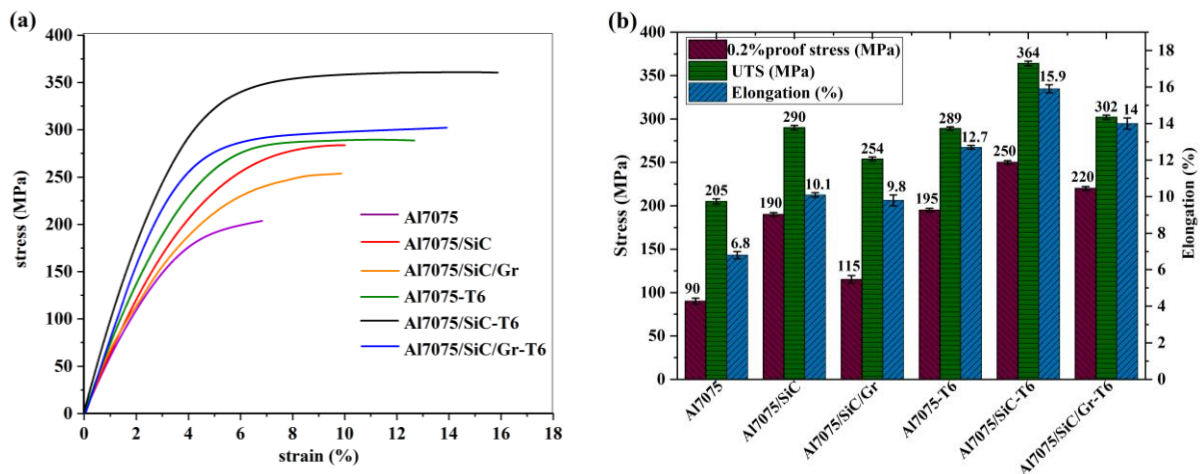 (a)
400
350
300
250
200
150
100
50
0
stress (MPa)
Al7075
Al7075/SiC
Al7075/SiC/Gr
Al7075-T6
Al7075/SiC-T6
Al7075/SiC/Gr-T6
0 2 4 6 8 10 12 14 16 18
strain (%)
(b)
400
350
300
250
200
150
100
50
0
Stress (MPa)
0.2%proof stress (MPa)
UTS (MPa)
Elongation (%)
90 205 6.8
190 290 10.1
115 254 9.8
195 289 12.7
250 364 15.9
220 302 14
18
16
14
12
10
8
6
4
2
0
Elongation (%)
Al7075
Al7075/SiC
Al7075/SiC/Gr
Al7075-T6
Al7075/SiC-T6
Al7075/SiC/Gr-T6